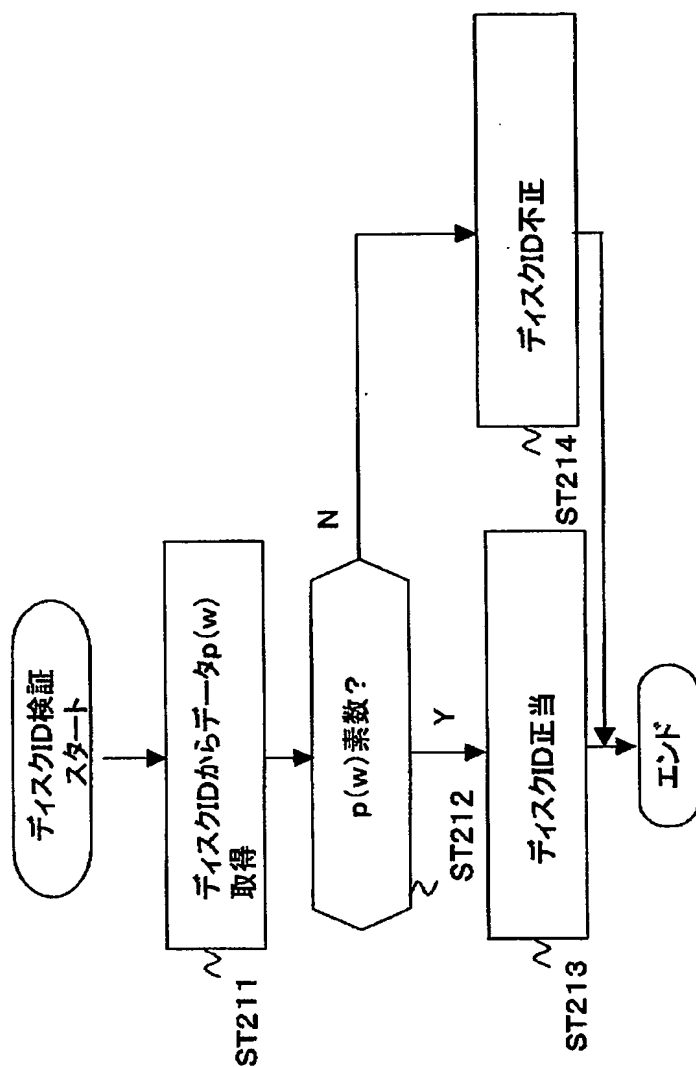 ディスクID検証
スタート
ディスクIDからデータp(w)
取得
ST211
p(w)素数?
ST212
N
Y
ディスクID正当
ST213
ディスクID不正
ST214
エンド